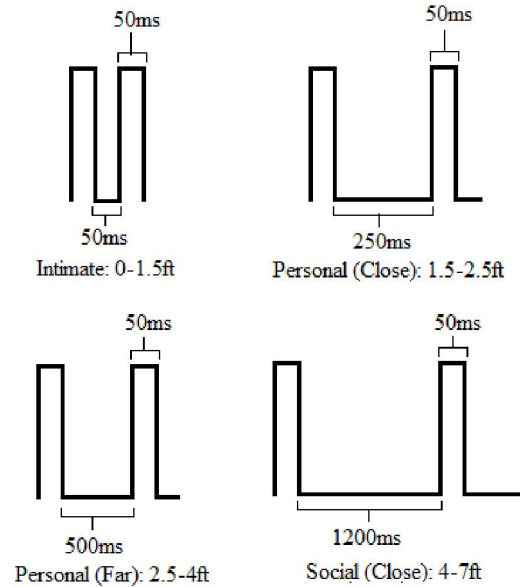 50ms
50ms
Intimate: 0-1.5ft
50ms
250ms
Personal (Close): 1.5-2.5ft
50ms
500ms
Personal (Far): 2.5-4ft
50ms
1200ms
Social (Close): 4-7ft